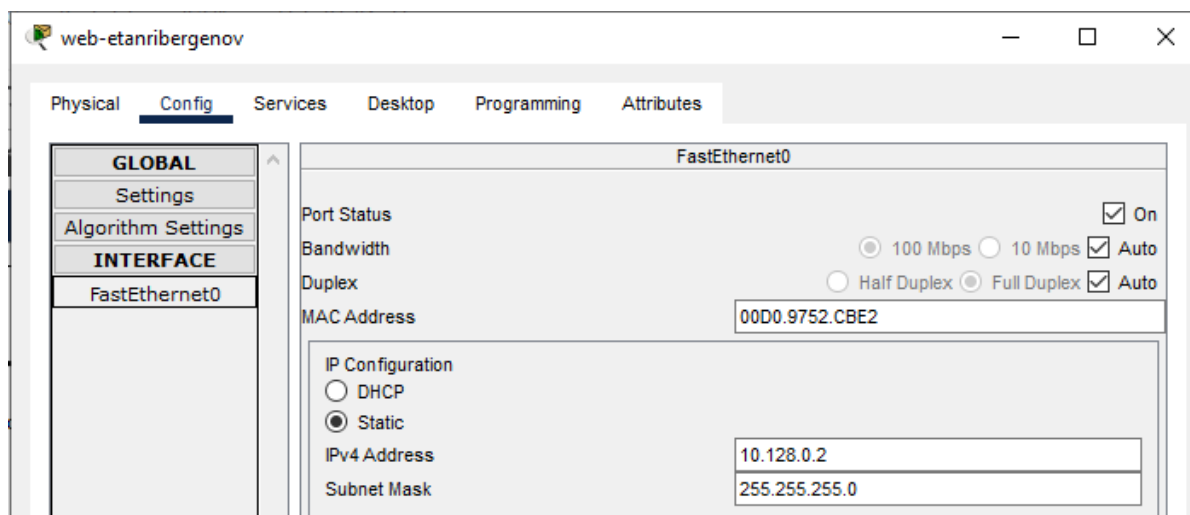 web-etanribergenov
Physical Config Services Desktop Programming Attributes
GLOBAL
Settings
Algorithm Settings
INTERFACE
FastEthernet0
FastEthernet0
Port Status On
Bandwidth 100 Mbps 10 Mbps Auto
Duplex Half Duplex Full Duplex Auto
MAC Address 00D0.9752.CBE2
IP Configuration
DHCP
Static
IPv4 Address 10.128.0.2
Subnet Mask 255.255.255.0